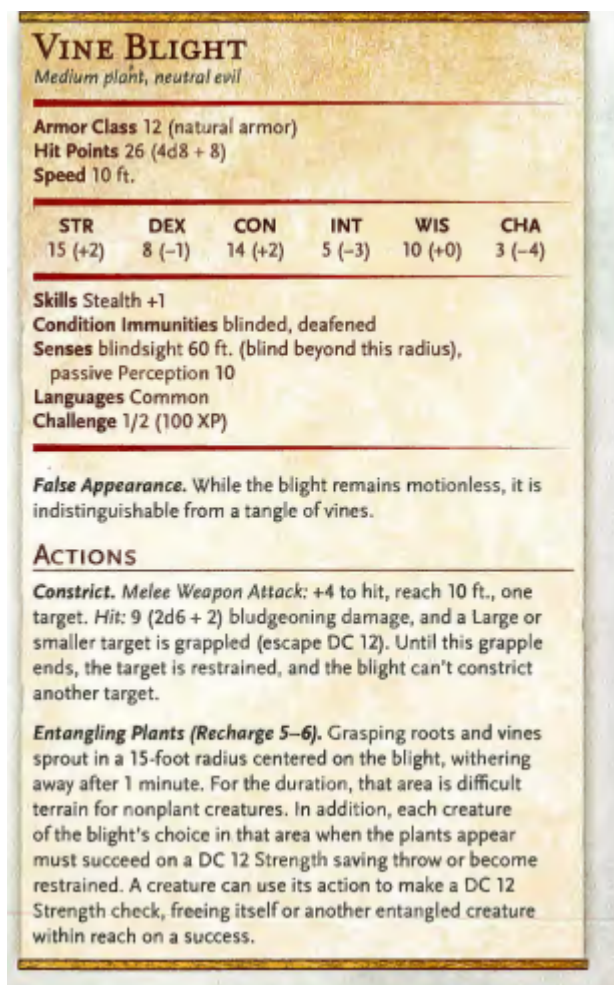 VINE BLIGHT
Medium plant, neutral evil
Armor Class 12 (natural armor)
Hit Points 26 (4d8 + 8)
Speed 10 ft.
STR DEX CON INT WIS CHA
15 (+2) 8 (–1) 14 (+2) 5 (–3) 10 (+0) 3 (–4)
Skills Stealth +1
Condition Immunities blinded, deafened
Senses blindsight 60 ft. (blind beyond this radius),
passive Perception 10
Languages Common
Challenge 1/2 (100 XP)
False Appearance. While the blight remains motionless, it is
indistinguishable from a tangle of vines.
ACTIONS
Constrict. Melee Weapon Attack: +4 to hit, reach 10 ft., one
target. Hit: 9 (2d6 + 2) bludgeoning damage, and a Large or
smaller target is grappled (escape DC 12). Until this grapple
ends, the target is restrained, and the blight can't constrict
another target.
Entangling Plants (Recharge 5–6). Grasping roots and vines
sprout in a 15-foot radius centered on the blight, withering
away after 1 minute. For the duration, that area is difficult
terrain for nonplant creatures. In addition, each creature
of the blight's choice in that area when the plants appear
must succeed on a DC 12 Strength saving throw or become
restrained. A creature can use its action to make a DC 12
Strength check, freeing itself or another entangled creature
within reach on a success.